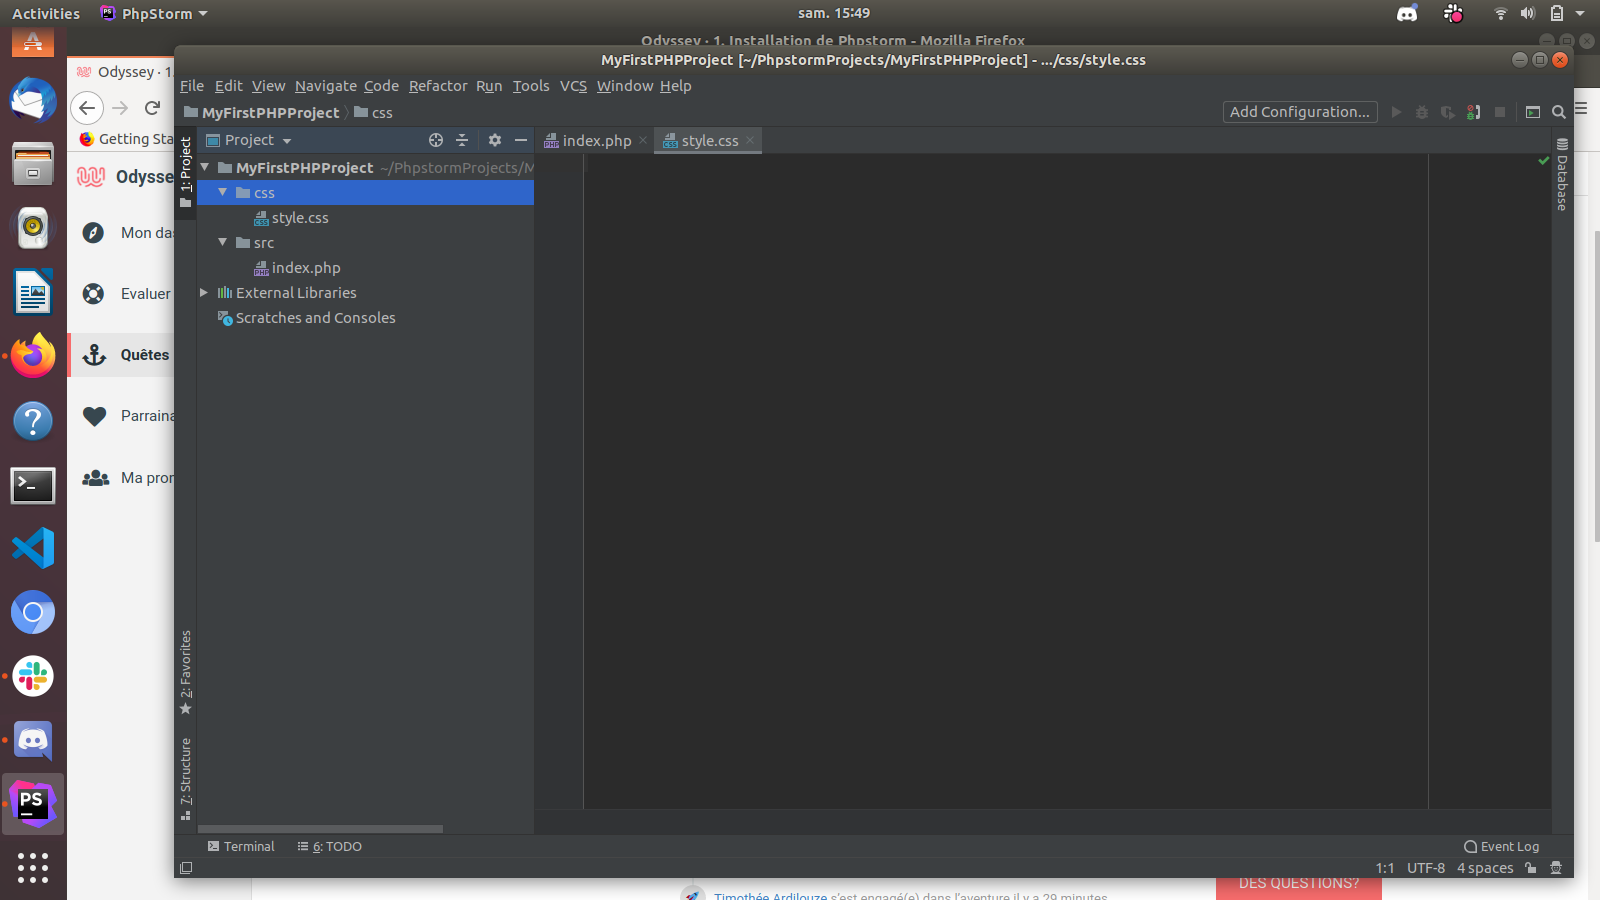 Activities PhpStorm sam. 15:49
Odyssey · 1. Installation de Phpstorm - Mozilla Firefox
MyFirstPHPProject [~/PhpstormProjects/MyFirstPHPProject] - .../css/style.css
Odyssey · 1.
File Edit View Navigate Code Refactor Run Tools VCS Window Help
MyFirstPHPProject css Add Configuration...
Getting Sta
Project index.php style.css
1: Project
Database
MyFirstPHPProject ~/PhpstormProjects/M
Odysse
css
style.css
Mon das
src
index.php
Evaluer
External Libraries
Scratches and Consoles
Quêtes
Parraina
Ma pror
2: Favorites
7: Structure
Terminal 6: TODO Event Log
1:1 UTF-8 4 spaces
DES QUESTIONS?
Timothée Ardilouze s'est engagé(e) dans l'aventure il y a 29 minutes